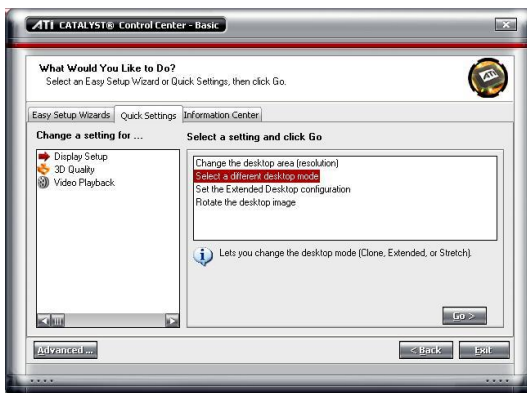 ATI CATALYST® Control Center - Basic
What Would You Like to Do?
Select an Easy Setup Wizard or Quick Settings, then click Go.
ATI
Easy Setup Wizards Quick Settings Information Center
Change a setting for ...
Display Setup
3D Quality
Video Playback
Select a setting and click Go
Change the desktop area (resolution)
Select a different desktop mode
Set the Extended Desktop configuration
Rotate the desktop image
Lets you change the desktop mode (Clone, Extended, or Stretch).
Go >
Advanced ...
< Back
Exit